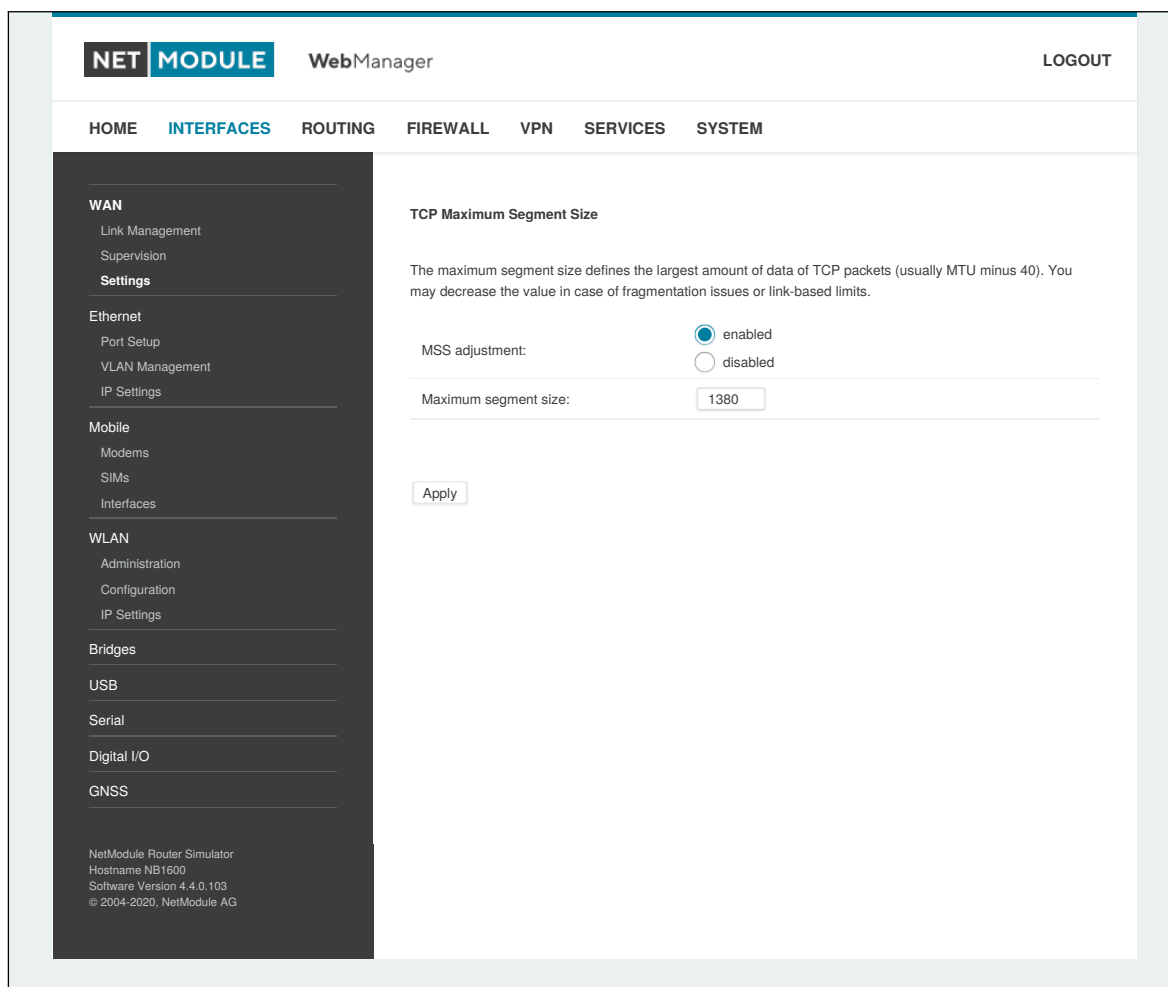 NET MODULE WebManager LOGOUT
HOME INTERFACES ROUTING FIREWALL VPN SERVICES SYSTEM
WAN
Link Management
Supervision
Settings
Ethernet
Port Setup
VLAN Management
IP Settings
Mobile
Modems
SIMs
Interfaces
WLAN
Administration
Configuration
IP Settings
Bridges
USB
Serial
Digital I/O
GNSS
NetModule Router Simulator
Hostname NB1600
Software Version 4.4.0.103
© 2004-2020, NetModule AG
TCP Maximum Segment Size
The maximum segment size defines the largest amount of data of TCP packets (usually MTU minus 40). You
may decrease the value in case of fragmentation issues or link-based limits.
MSS adjustment:
enabled
disabled
Maximum segment size: 1380
Apply